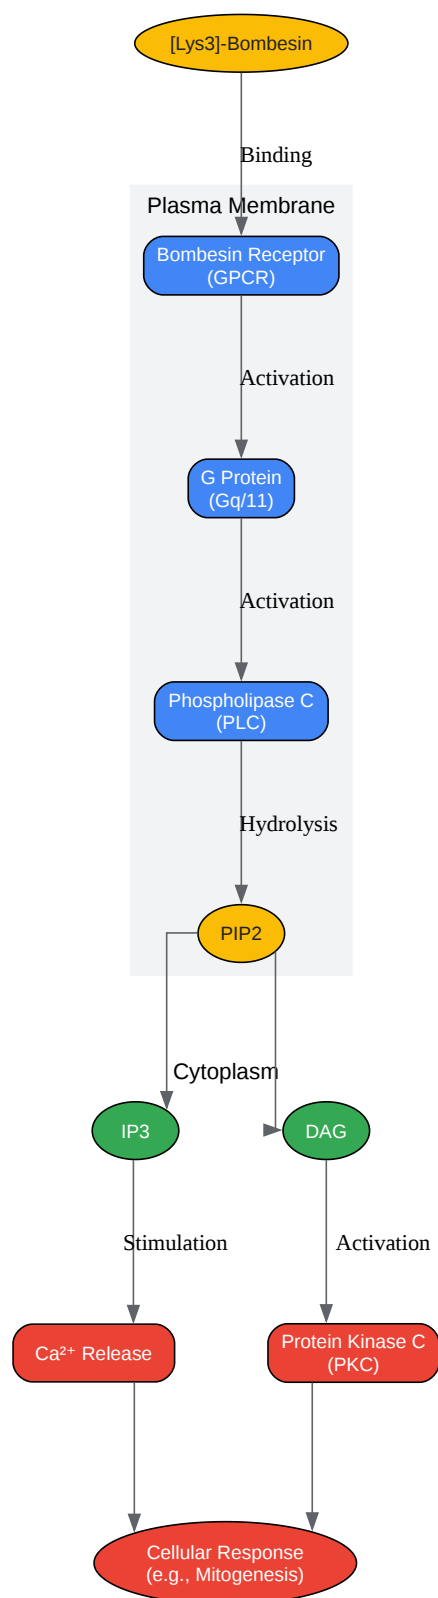 [Lys3]-Bombesin
Binding
Plasma Membrane
Bombesin Receptor
(GPCR)
Activation
G Protein
(Gq/11)
Activation
Phospholipase C
(PLC)
Hydrolysis
PIP2
Cytoplasm
IP3
DAG
Stimulation
Activation
Ca²⁺ Release
Protein Kinase C
(PKC)
Cellular Response
(e.g., Mitogenesis)